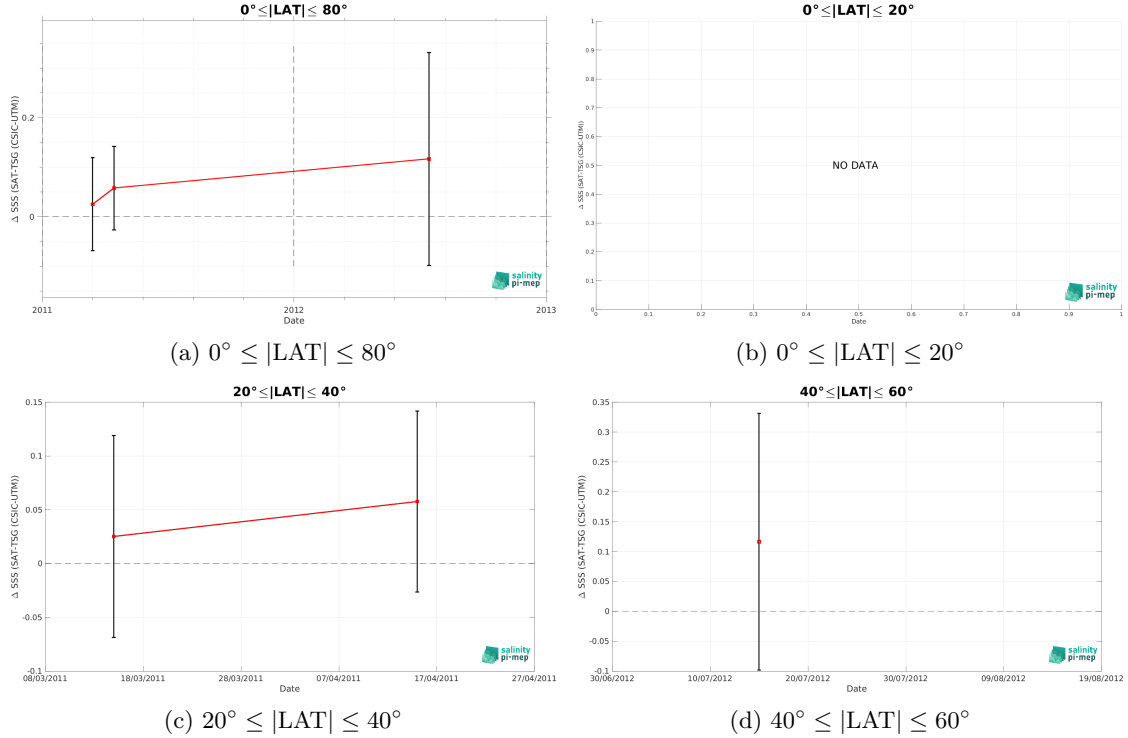 0°≤|LAT|≤ 80°
Δ SSS (SAT-TSG (CSIC-UTM))
0.2
0
2011
2012
2013
Date
salinity
pi-mep
(a) 0° ≤ |LAT| ≤ 80°
0°≤|LAT|≤ 20°
Δ SSS (SAT-TSG (CSIC-UTM))
1
0.9
0.8
0.7
0.6
0.5
0.4
0.3
0.2
0.1
0
NO DATA
0 0.1 0.2 0.3 0.4 0.5 0.6 0.7 0.8 0.9 1
Date
salinity
pi-mep
(b) 0° ≤ |LAT| ≤ 20°
20°≤|LAT|≤ 40°
Δ SSS (SAT-TSG (CSIC-UTM))
0.15
0.1
0.05
0
-0.05
-0.1
08/03/2011 18/03/2011 28/03/2011 07/04/2011 17/04/2011 27/04/2011
Date
salinity
pi-mep
(c) 20° ≤ |LAT| ≤ 40°
40°≤|LAT|≤ 60°
Δ SSS (SAT-TSG (CSIC-UTM))
0.35
0.3
0.25
0.2
0.15
0.1
0.05
0
-0.05
-0.1
30/06/2012 10/07/2012 20/07/2012 30/07/2012 09/08/2012 19/08/2012
Date
salinity
pi-mep
(d) 40° ≤ |LAT| ≤ 60°